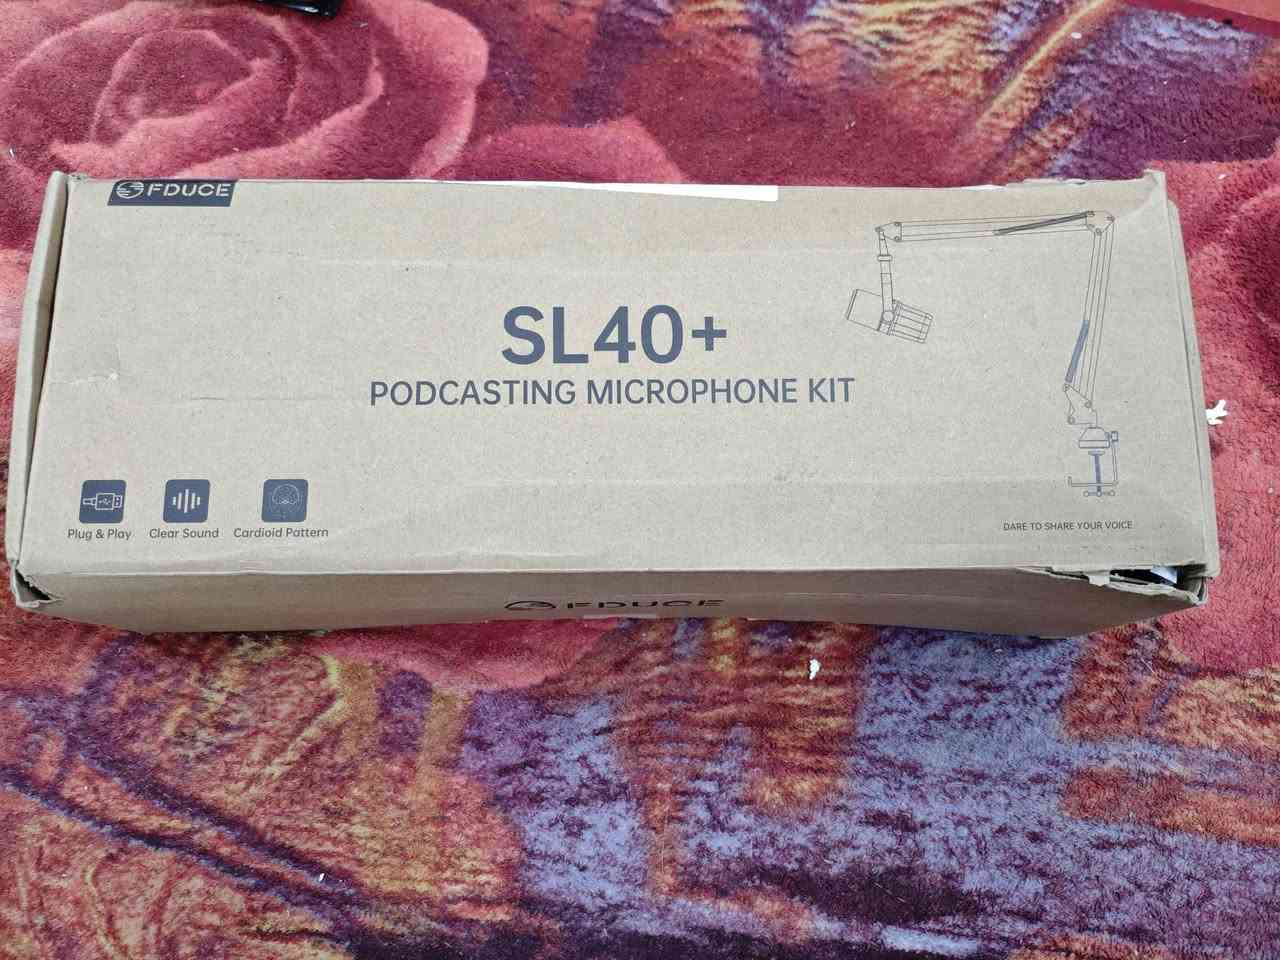 FDUCE
SL40+
PODCASTING MICROPHONE KIT
Plug & Play
Clear Sound
Cardioid Pattern
DARE TO SHARE YOUR VOICE
FDUCE